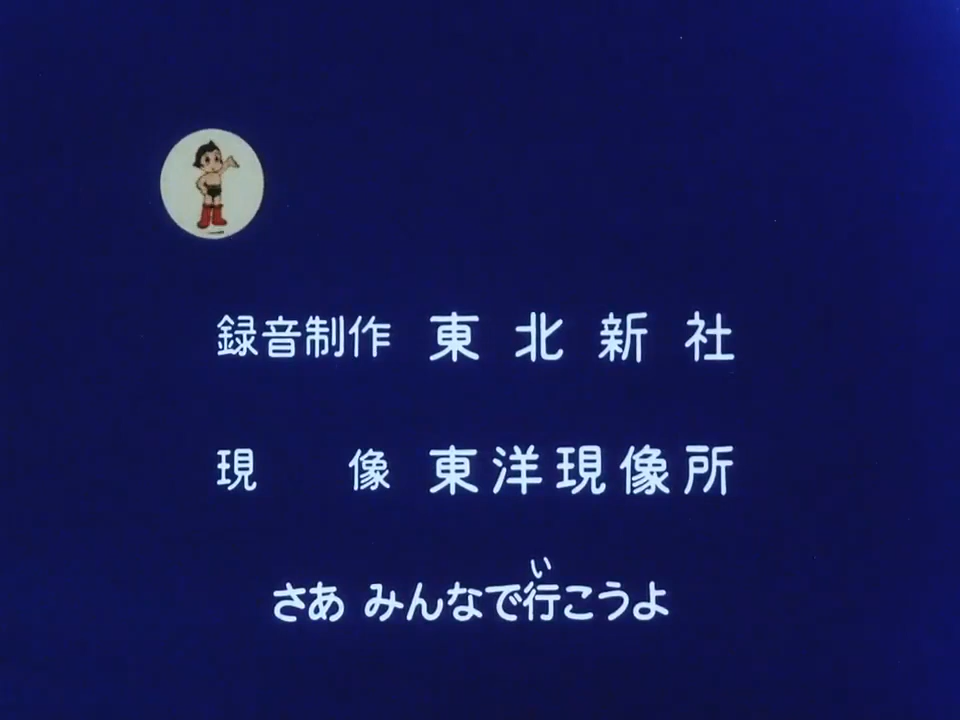 録音制作 東北新社
現像 東洋現像所
い
さあ みんなで行こうよ